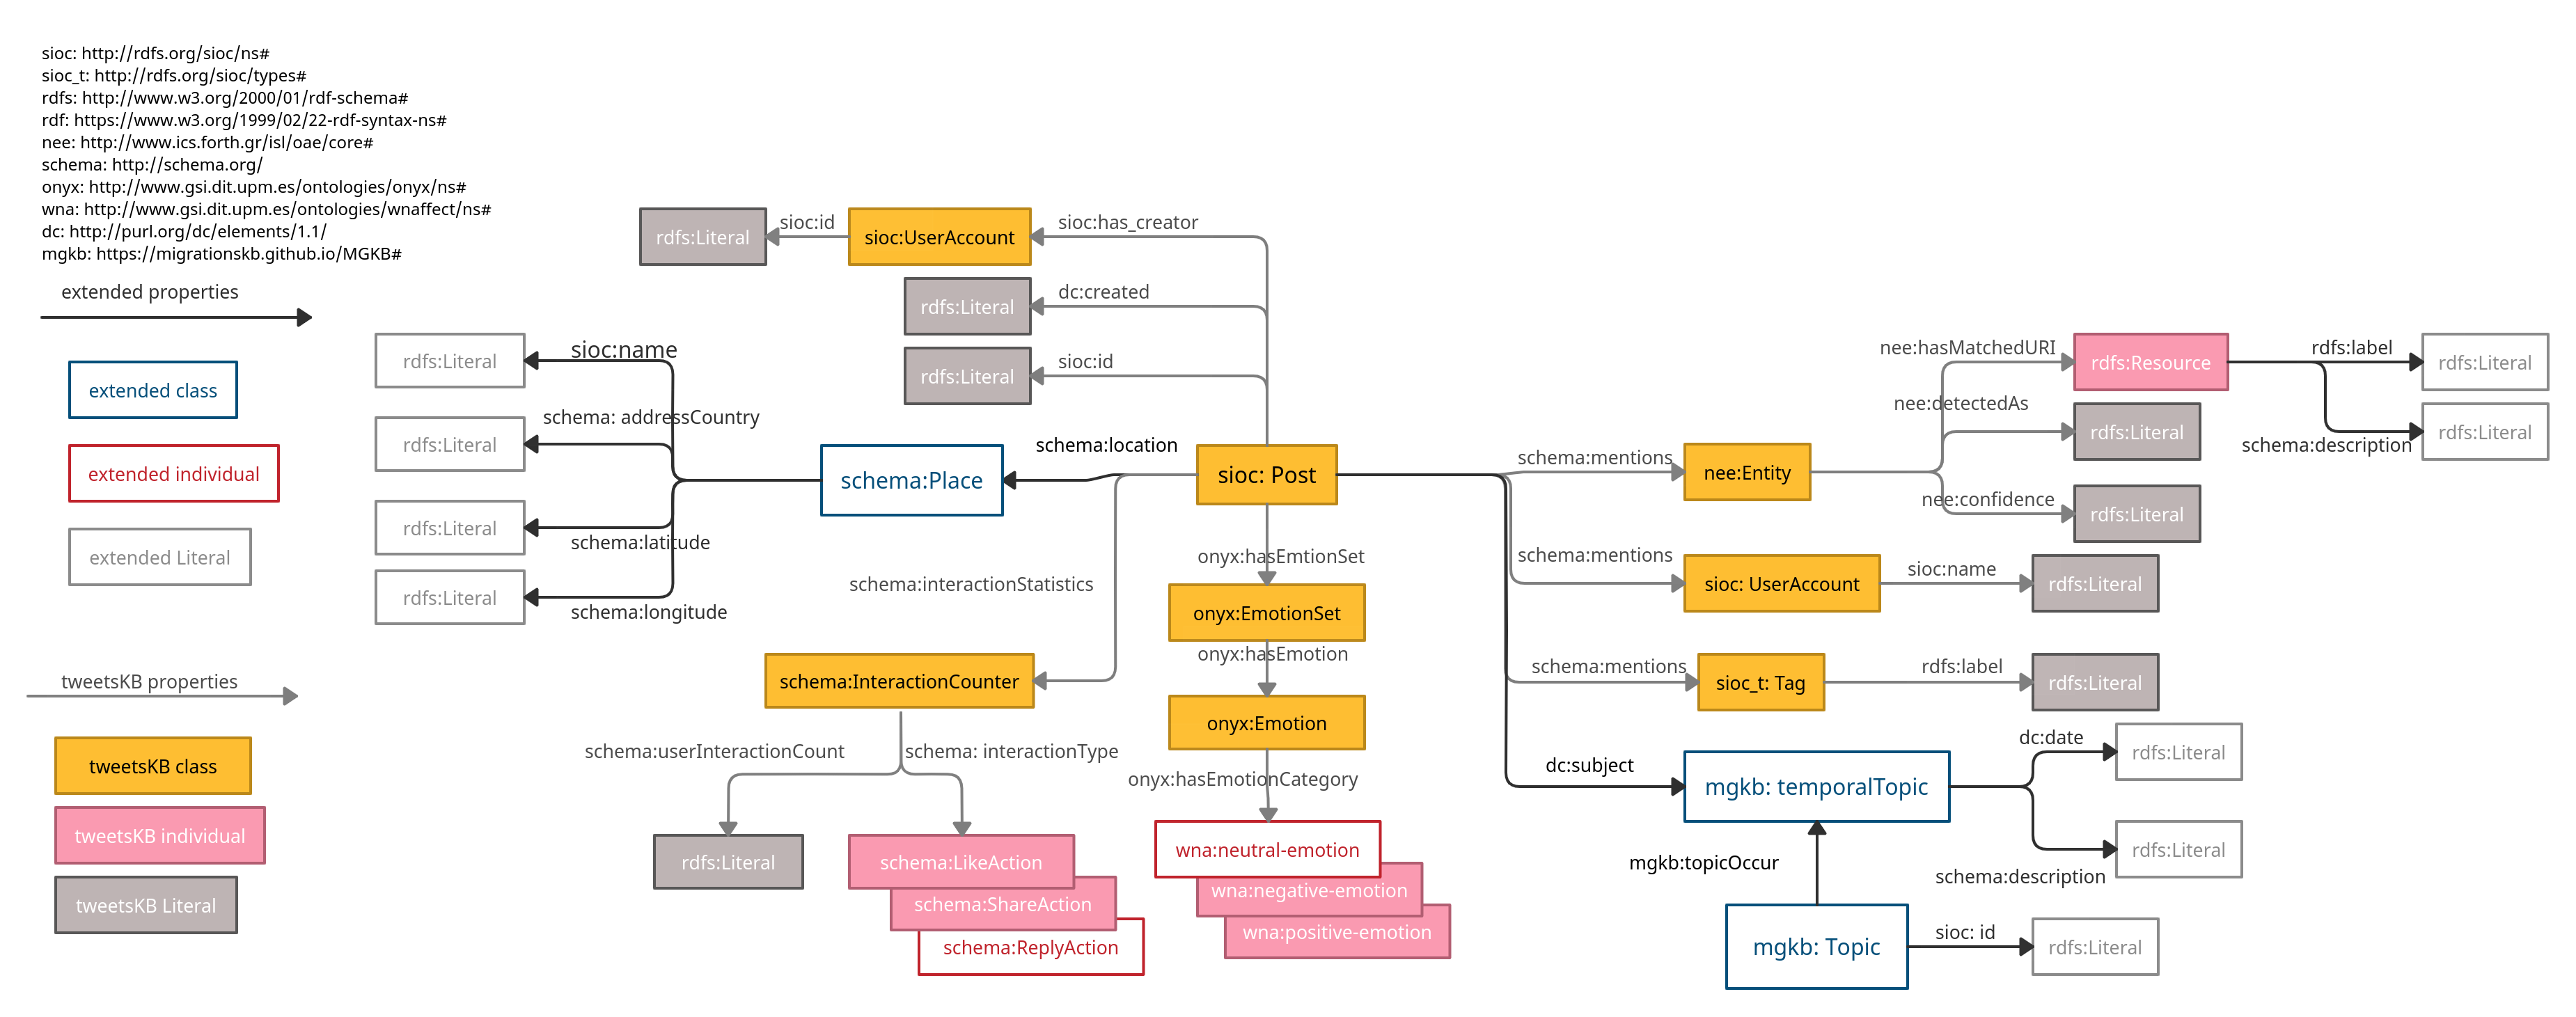 sioc: http://rdfs.org/sioc/ns#
sioc_t: http://rdfs.org/sioc/types#
rdfs: http://www.w3.org/2000/01/rdf-schema#
rdf: https://www.w3.org/1999/02/22-rdf-syntax-ns#
nee: http://www.ics.forth.gr/isl/oae/core#
schema: http://schema.org/
onyx: http://www.gsi.dit.upm.es/ontologies/onyx/ns#
wna: http://www.gsi.dit.upm.es/ontologies/wnaffect/ns#
dc: http://purl.org/dc/elements/1.1/
mgkb: https://migrationskb.github.io/MGKB#
extended properties
extended class
extended individual
extended Literal
tweetsKB properties
tweetsKB class
tweetsKB individual
tweetsKB Literal
rdfs:Literal
sioc:id
sioc:UserAccount
sioc:has_creator
rdfs:Literal
dc:created
rdfs:Literal
sioc:id
rdfs:Literal
sioc:name
rdfs:Literal
schema: addressCountry
rdfs:Literal
schema:latitude
rdfs:Literal
schema:longitude
schema:Place
schema:location
sioc: Post
schema:interactionStatistics
schema:InteractionCounter
schema:userInteractionCount
schema: interactionType
rdfs:Literal
schema:LikeAction
schema:ShareAction
schema:ReplyAction
onyx:hasEmtionSet
onyx:EmotionSet
onyx:hasEmotion
onyx:Emotion
onyx:hasEmotionCategory
wna:neutral-emotion
wna:negative-emotion
wna:positive-emotion
schema:mentions
nee:Entity
nee:hasMatchedURI
rdfs:Resource
rdfs:label
rdfs:Literal
schema:description
rdfs:Literal
nee:detectedAs
rdfs:Literal
nee:confidence
rdfs:Literal
schema:mentions
sioc: UserAccount
sioc:name
rdfs:Literal
schema:mentions
sioc_t: Tag
rdfs:label
rdfs:Literal
dc:subject
mgkb: temporalTopic
dc:date
rdfs:Literal
schema:description
rdfs:Literal
mgkb:topicOccur
mgkb: Topic
sioc: id
rdfs:Literal